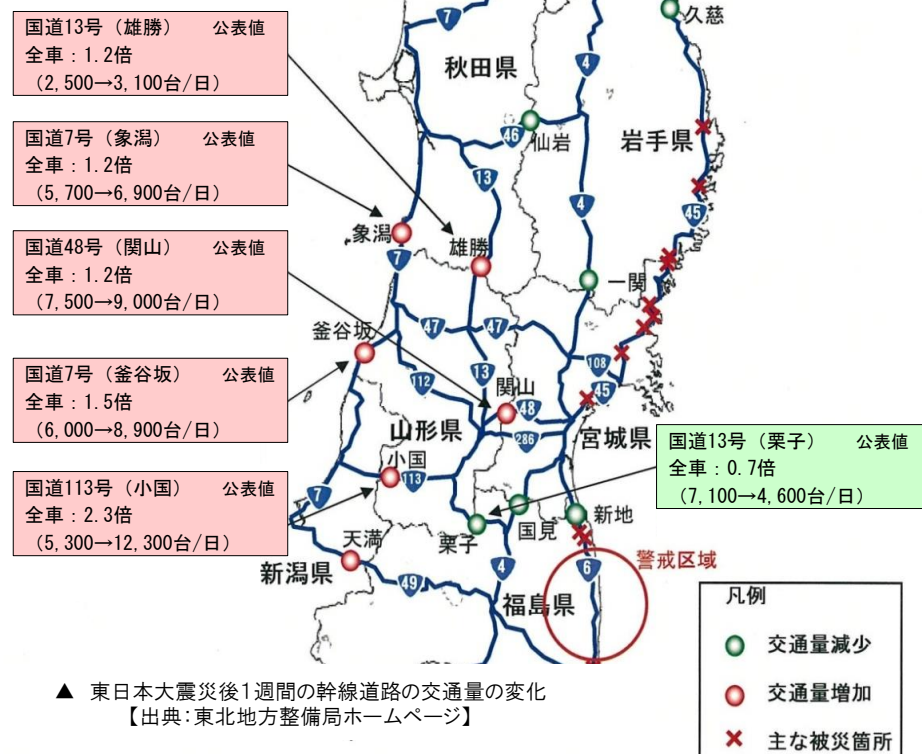 国道13号（雄勝）　公表値
全車：1.2倍
（2,500→3,100台/日）
国道7号（象潟）　公表値
全車：1.2倍
（5,700→6,900台/日）
国道48号（関山）　公表値
全車：1.2倍
（7,500→9,000台/日）
国道7号（釜谷坂）　公表値
全車：1.5倍
（6,000→8,900台/日）
国道113号（小国）　公表値
全車：2.3倍
（5,300→12,300台/日）
国道13号（栗子）　公表値
全車：0.7倍
（7,100→4,600台/日）
7
久慈
秋田県
4
46
仙岩
岩手県
13
4
45
象潟
雄勝
7
一関
釜谷坂
47
47
108
112
13
関山
45
48
山形県
286
宮城県
小国
113
7
新地
国見
栗子
天満
警戒区域
新潟県
4
6
49
福島県
凡例
交通量減少
交通量増加
主な被災箇所
▲ 東日本大震災後1週間の幹線道路の交通量の変化
【出典：東北地方整備局ホームページ】